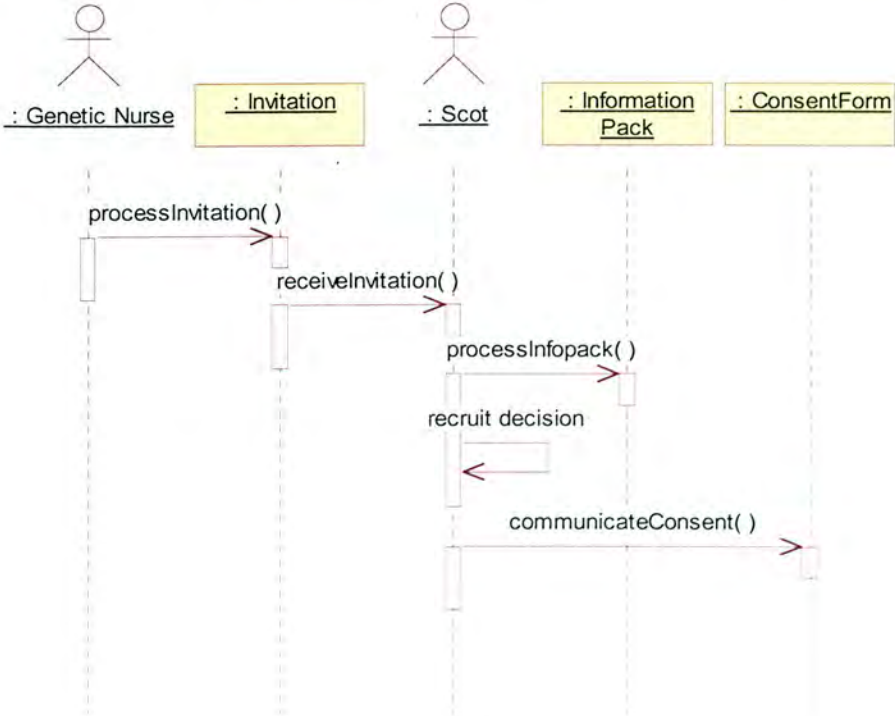 : Genetic Nurse
: Invitation
: Scot
: Information
Pack
: ConsentForm
processInvitation( )
receiveInvitation( )
processInfopack( )
recruit decision
communicateConsent( )